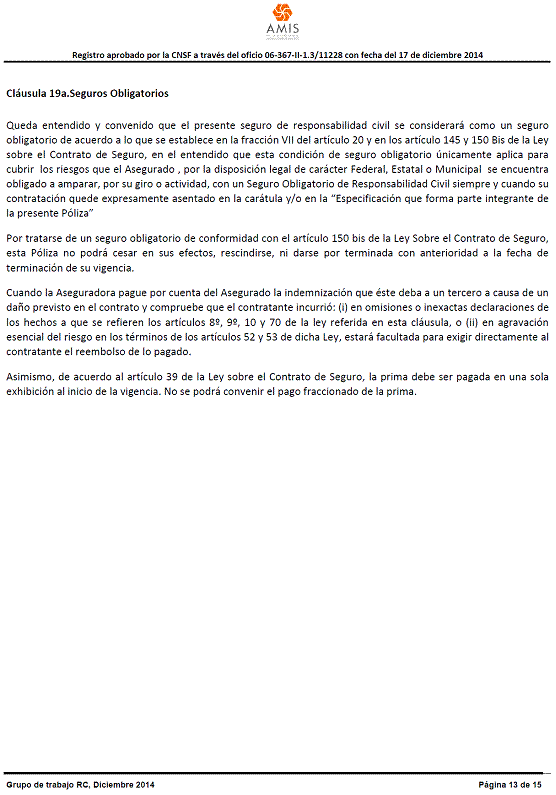 AMIS
Registro aprobado por la CNSF a través del oficio 06-367-II-1.3/11228 con fecha del 17 de diciembre 2014
Cláusula 19a.Seguros Obligatorios
Queda entendido y convenido que el presente seguro de responsabilidad civil se considerará como un seguro
obligatorio de acuerdo a lo que se establece en la fracción VII del artículo 20 y en los artículos 145 y 150 Bis de la Ley
sobre el Contrato de Seguro, en el entendido que esta condición de seguro obligatorio únicamente aplica para
cubrir los riesgos que el Asegurado , por la disposición legal de carácter Federal, Estatal o Municipal se encuentra
obligado a amparar, por su giro o actividad, con un Seguro Obligatorio de Responsabilidad Civil siempre y cuando su
contratación quede expresamente asentado en la carátula y/o en la “Especificación que forma parte integrante de
la presente Póliza”
Por tratarse de un seguro obligatorio de conformidad con el artículo 150 bis de la Ley Sobre el Contrato de Seguro,
esta Póliza no podrá cesar en sus efectos, rescindirse, ni darse por terminada con anterioridad a la fecha de
terminación de su vigencia.
Cuando la Aseguradora pague por cuenta del Asegurado la indemnización que éste deba a un tercero a causa de un
daño previsto en el contrato y compruebe que el contratante incurrió: (i) en omisiones o inexactas declaraciones de
los hechos a que se refieren los artículos 8º, 9º, 10 y 70 de la ley referida en esta cláusula, o (ii) en agravación
esencial del riesgo en los términos de los artículos 52 y 53 de dicha Ley, estará facultada para exigir directamente al
contratante el reembolso de lo pagado.
Asimismo, de acuerdo al artículo 39 de la Ley sobre el Contrato de Seguro, la prima debe ser pagada en una sola
exhibición al inicio de la vigencia. No se podrá convenir el pago fraccionado de la prima.
Grupo de trabajo RC, Diciembre 2014 Página 13 de 15